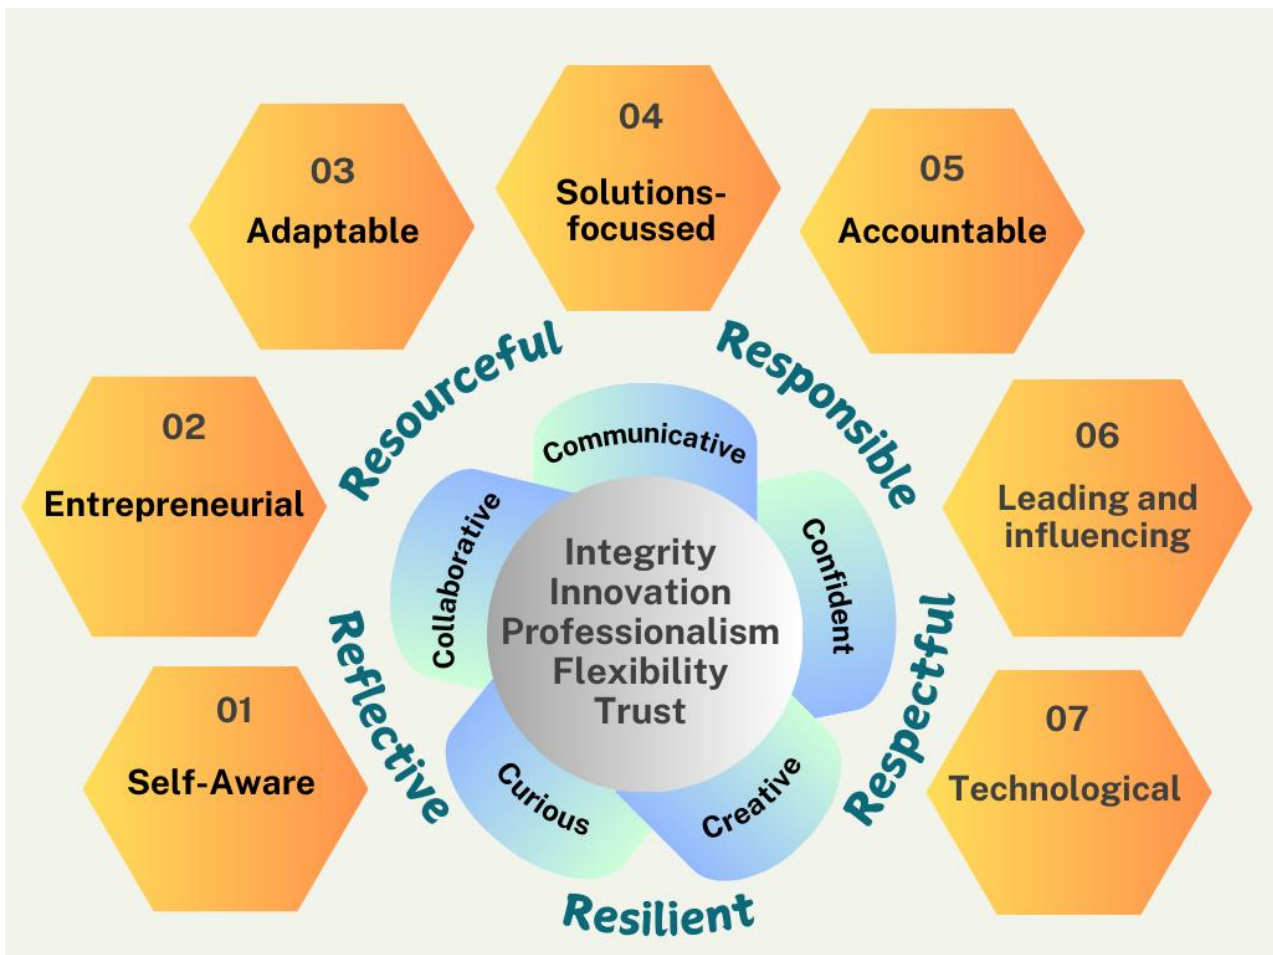 01
Self-Aware
02
Entrepreneurial
03
Adaptable
04
Solutions-
focussed
05
Accountable
06
Leading and
influencing
07
Technological
Reflective
Resourceful
Responsible
Respectful
Resilient
Curious
Collaborative
Communicative
Confident
Creative
Integrity
Innovation
Professionalism
Flexibility
Trust